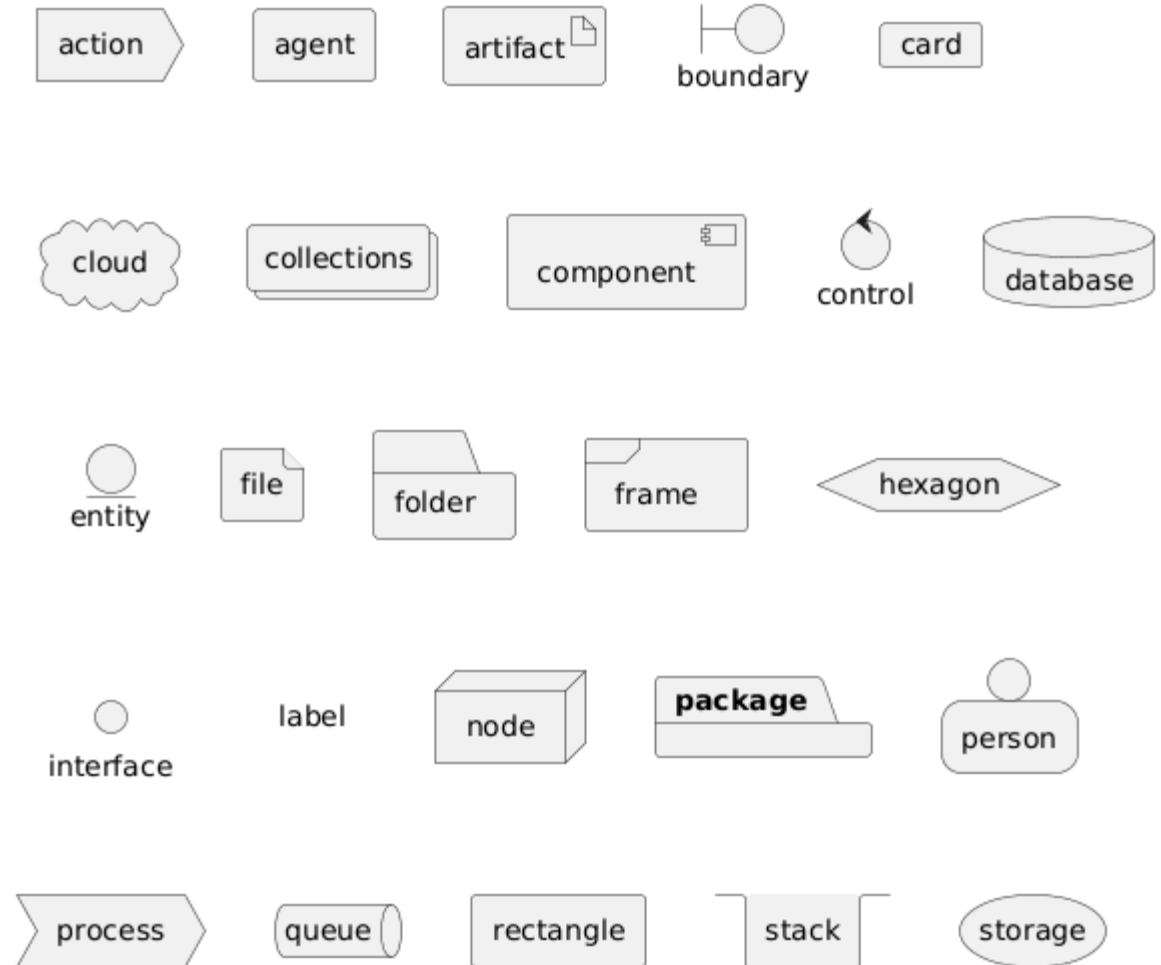 action
agent
artifact
boundary
card
cloud
collections
component
control
database
entity
file
folder
frame
hexagon
interface
label
node
package
person
process
queue
rectangle
stack
storage